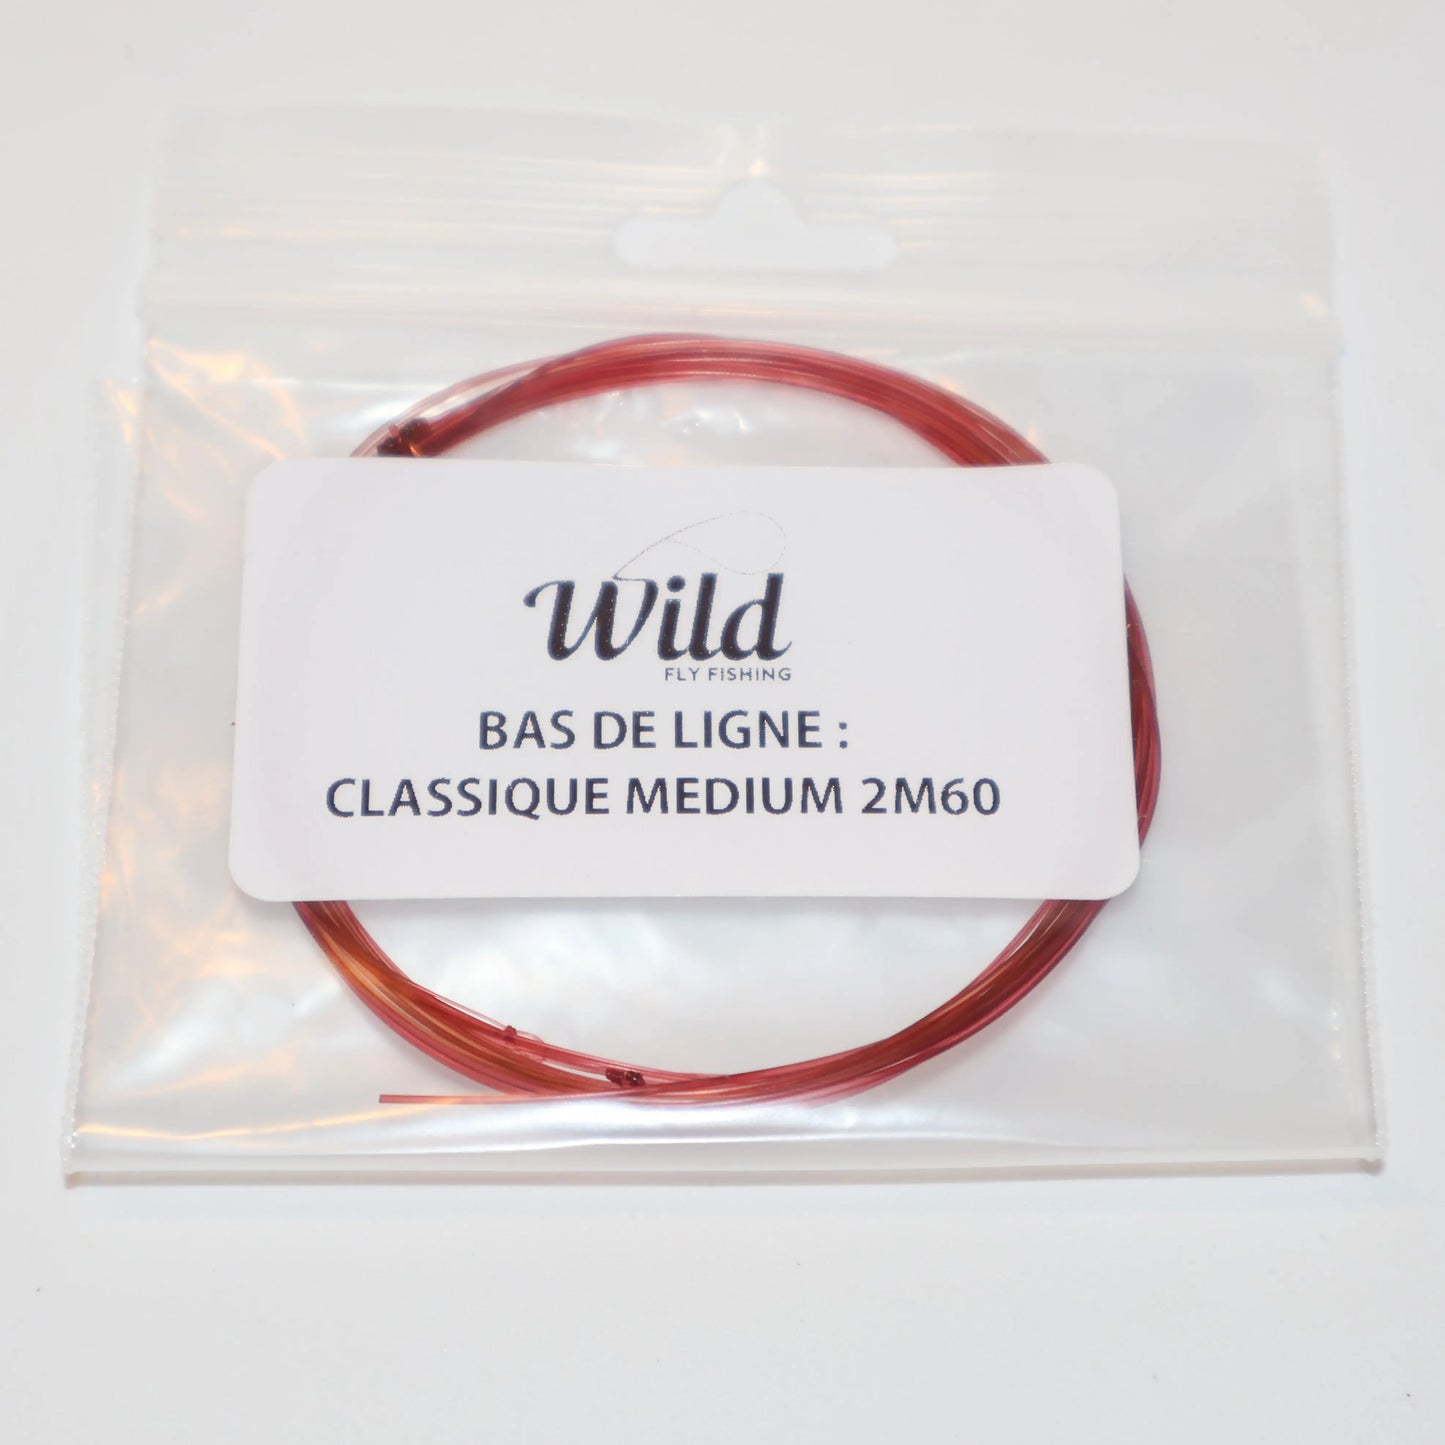 Wild
FLY FISHING
BAS DE LIGNE :
CLASSIQUE MEDIUM 2M60